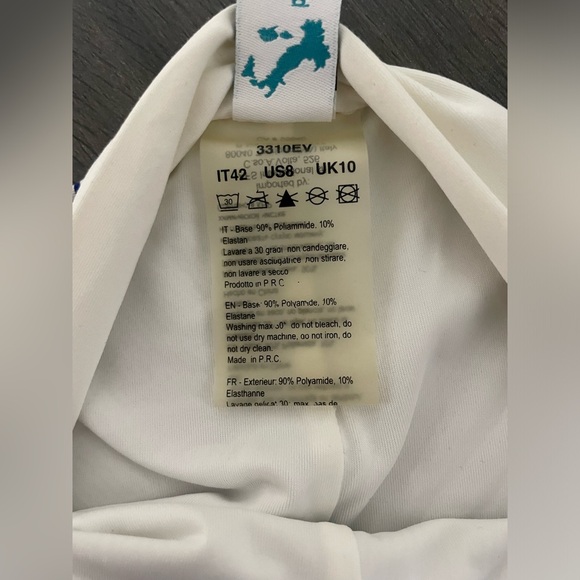 3310EV
IT42 US8 UK10
30
IT - Base 90% Poliammide, 10%
Elastan
Lavare a 30 gradi non candeggiare,
non usare asciugatrice non stirare,
non lavare a secco
Prodotto in P.R.C
EN - Base 90% Polyamide, 10%
Elastane
Washing max 30° do not bleach, do
not use dry machine, do not iron, do
not dry clean.
Made in P.R.C.
FR - Exterieur: 90% Polyamide, 10%
Elasthanne
30: max